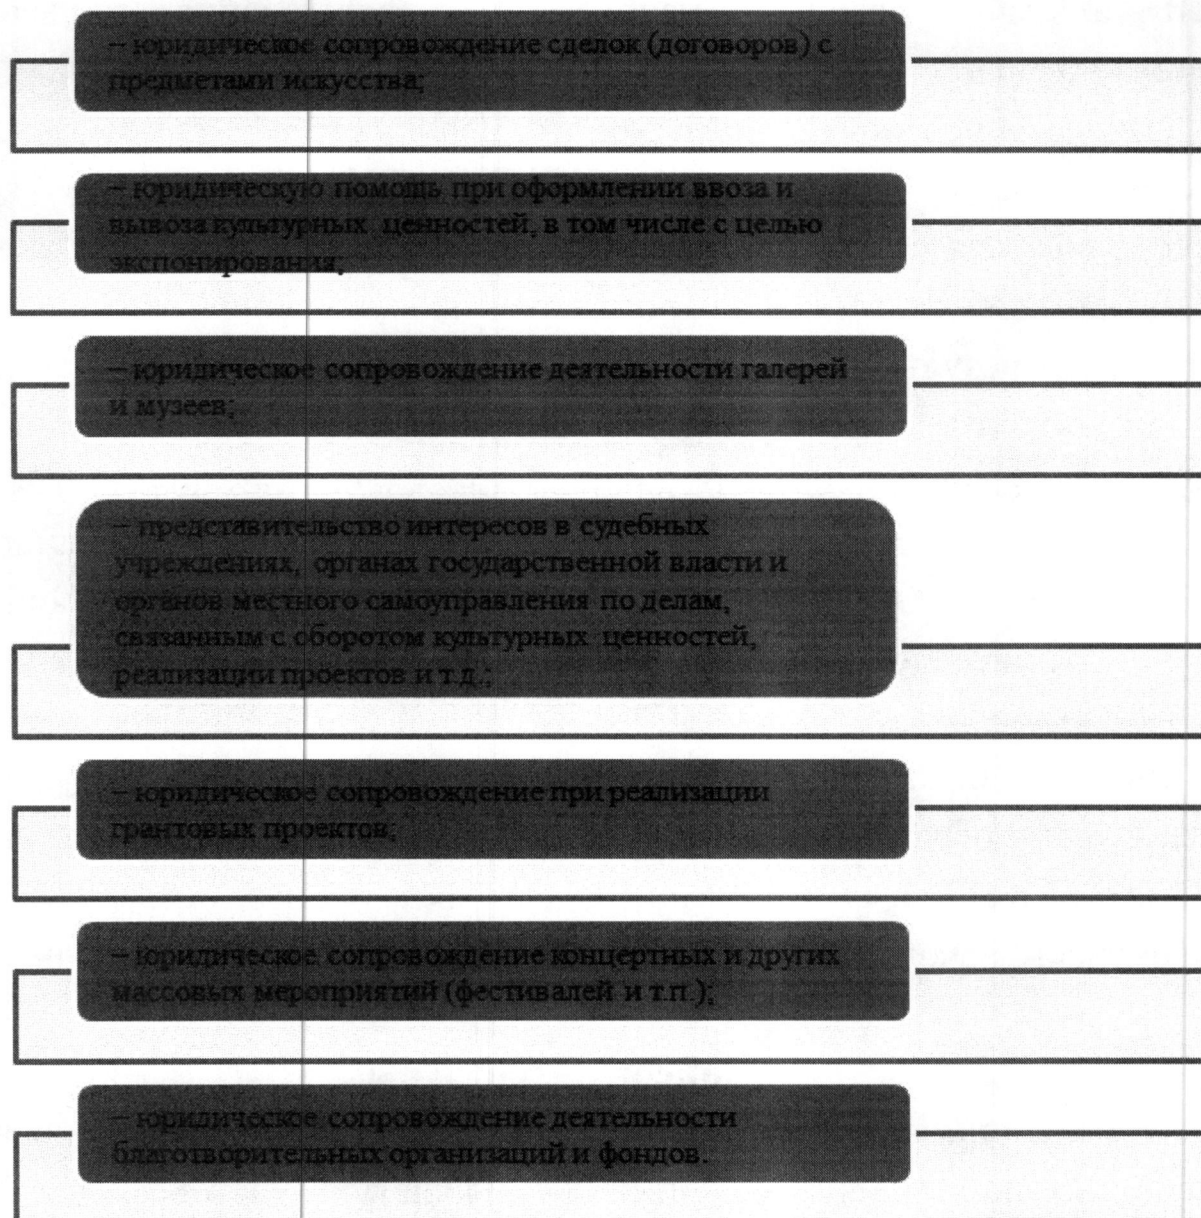 – юридическое сопровождение сделок (договоров) с
предметами искусства;
– юридическую помощь при оформлении ввоза и
вывоза культурных ценностей, в том числе с целью
экспонирования;
– юридическое сопровождение деятельности галерей
и музеев;
– представительство интересов в судебных
учреждениях, органах государственной власти и
органов местного самоуправления по делам,
связанным с оборотом культурных ценностей,
реализации проектов и т.д.;
– юридическое сопровождение при реализации
грантовых проектов;
– юридическое сопровождение концертных и других
массовых мероприятий (фестивалей и т.п.);
– юридическое сопровождение деятельности
благотворительных организаций и фондов.